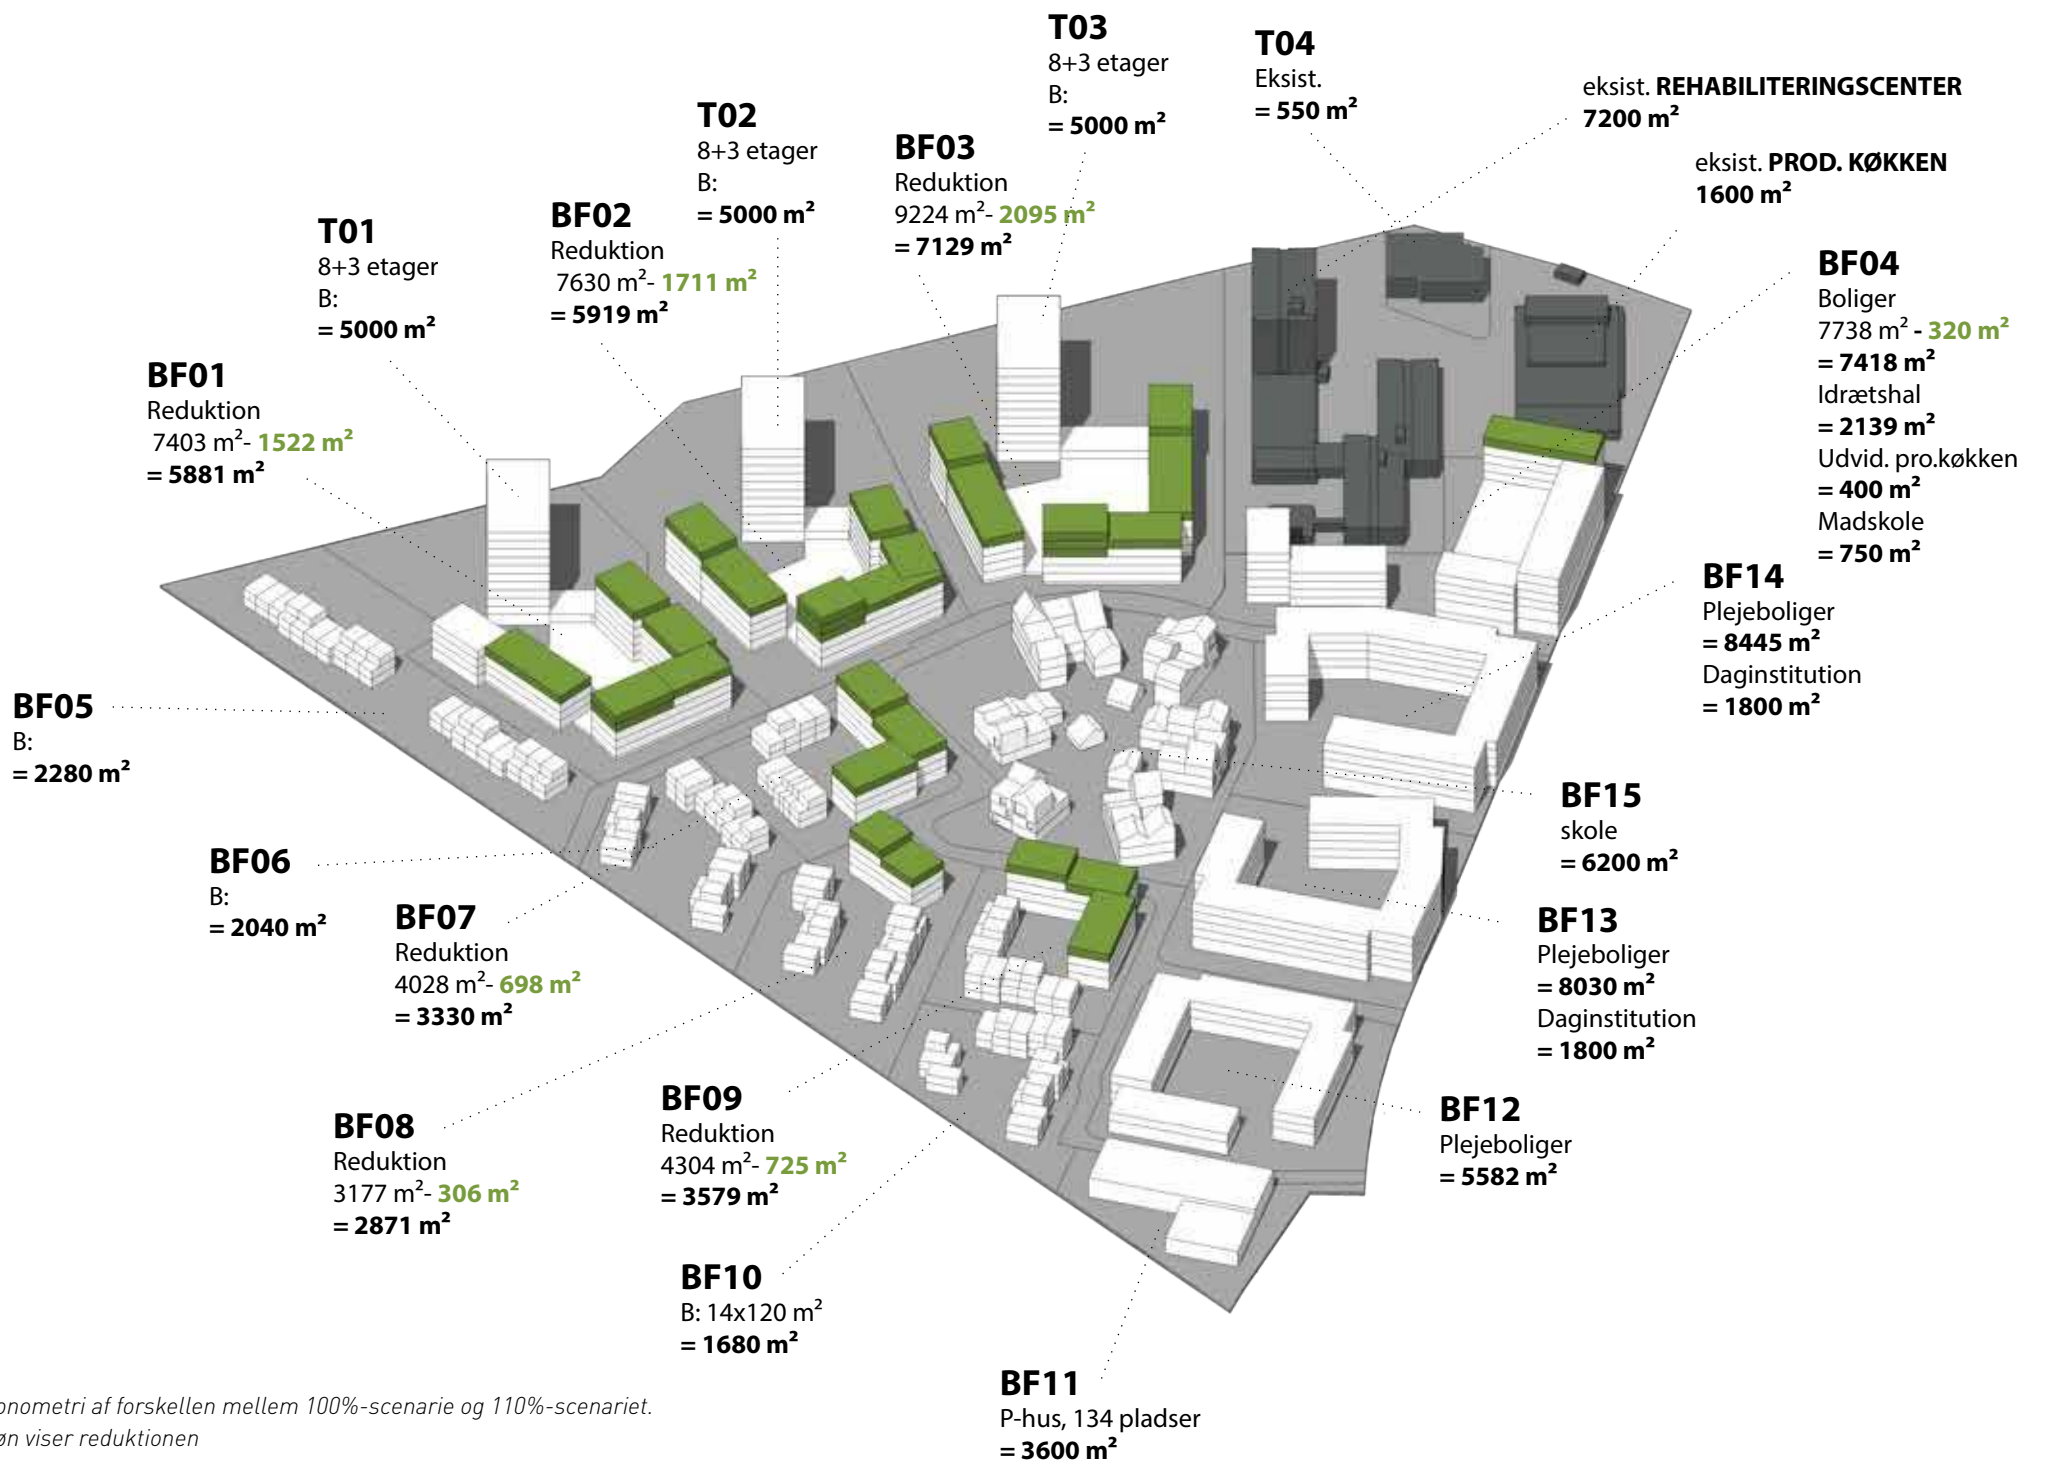 T03
8+3 etager
B:
= 5000 m²
T04
Eksist.
= 550 m²
eksist. REHABILITERINGSCENTER
7200 m²
T02
8+3 etager
B:
= 5000 m²
BF03
Reduktion
9224 m²- 2095 m²
= 7129 m²
eksist. PROD. KØKKEN
1600 m²
T01
8+3 etager
B:
= 5000 m²
BF02
Reduktion
7630 m²- 1711 m²
= 5919 m²
BF04
Boliger
7738 m² - 320 m²
= 7418 m²
Idrætshal
= 2139 m²
Udvid. pro.køkken
= 400 m²
Madskole
= 750 m²
BF01
Reduktion
7403 m²- 1522 m²
= 5881 m²
BF14
Plejeboliger
= 8445 m²
Daginstitution
= 1800 m²
BF05
B:
= 2280 m²
BF15
skole
= 6200 m²
BF06
B:
= 2040 m²
BF07
Reduktion
4028 m²- 698 m²
= 3330 m²
BF13
Plejeboliger
= 8030 m²
Daginstitution
= 1800 m²
BF08
Reduktion
3177 m²- 306 m²
= 2871 m²
BF09
Reduktion
4304 m²- 725 m²
= 3579 m²
BF12
Plejeboliger
= 5582 m²
BF10
B: 14x120 m²
= 1680 m²
BF11
P-hus, 134 pladser
= 3600 m²
onometri af forskellen mellem 100%-scenarie og 110%-scenariet.
øn viser reduktionen